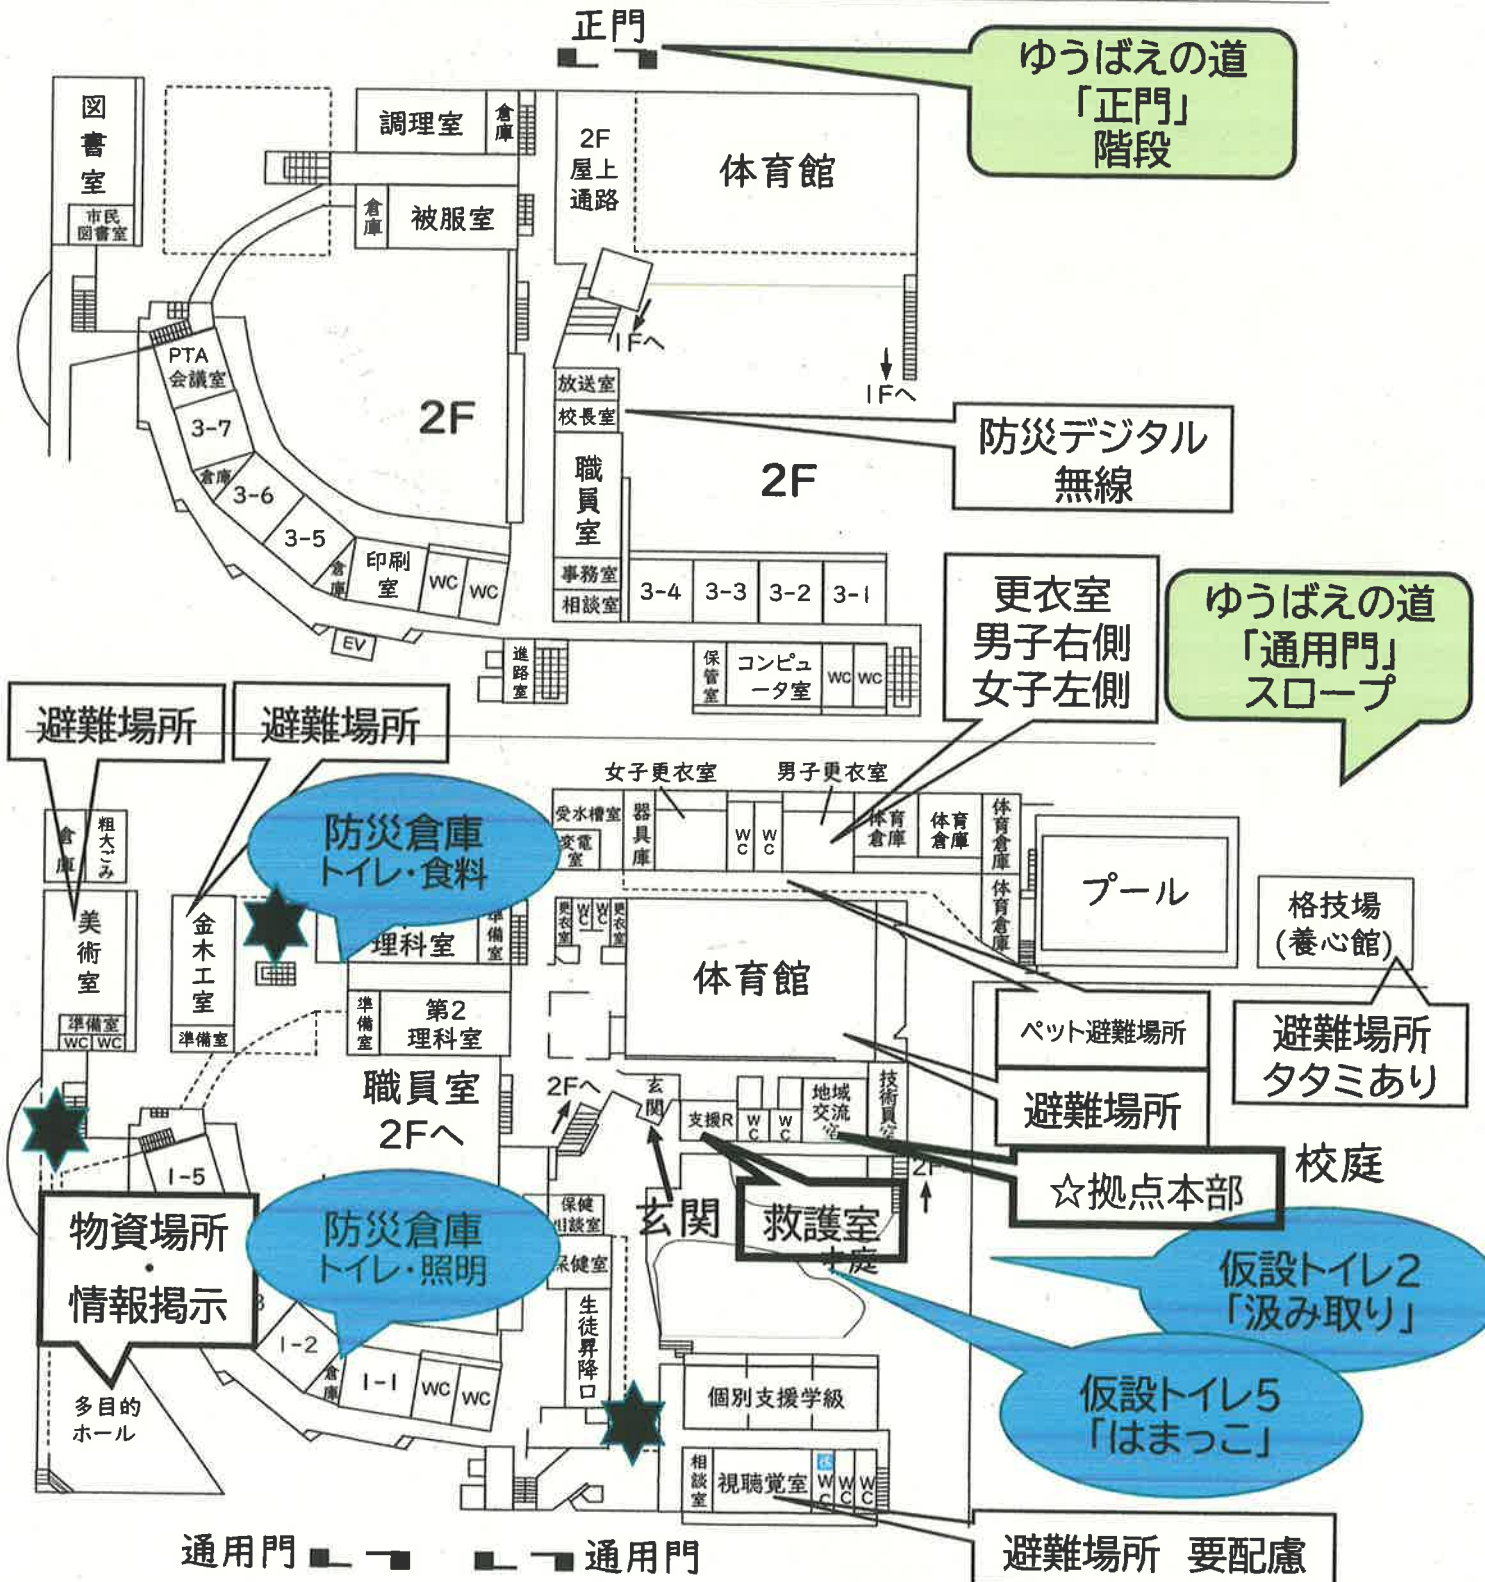 正門
ゆうばえの道
「正門」
階段
図書室
市民
図書室
調理室
倉庫
2F
屋上
通路
体育館
倉庫
被服室
1Fへ
1Fへ
PTA
会議室
3-7
倉庫
3-6
3-5
倉庫
印刷
室
WC
WC
EV
2F
放送室
校長室
職員室
事務室
相談室
2F
防災デジタル
無線
3-4
3-3
3-2
3-1
進路室
保管室
コンピュ
ータ室
WC
WC
更衣室
男子右側
女子左側
ゆうばえの道
「通用門」
スロープ
避難場所
避難場所
女子更衣室
男子更衣室
倉庫
粗大ごみ
防災倉庫
トイレ・食料
受水槽室
変電
室
器具庫
WC
WC
体育
倉庫
体育
倉庫
体育倉庫
体育倉庫
プール
格技場
(養心館)
美術室
準備室
WC
WC
金木工室
準備室
理科室
準備室
更衣室
WC
WC
更衣室
体育館
準備室
第2
理科室
ペット避難場所
避難場所
タタミあり
避難場所
職員室
2Fへ
2Fへ
玄関
支援R
WC
WC
地域
交流
室
技術員室
☆拠点本部
校庭
2F
1-5
物資場所
・
情報掲示
防災倉庫
トイレ・照明
保健
相談室
保健室
玄関
救護室
中庭
仮設トイレ2
「汲み取り」
1-2
倉庫
1-1
WC
WC
生徒昇降口
個別支援学級
仮設トイレ5
「はまっこ」
多目的
ホール
相談室
視聴覚室
WC
WC
WC
通用門
通用門
避難場所 要配慮